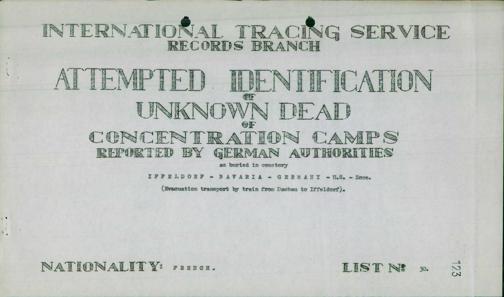 INTERNATIONAL TRACING SERVICE
RECORDS BRANCH
ATTEMPTED IDENTIFICATION
OF
UNKNOWN DEAD
OF
CONCENTRATION CAMPS
REPORTED BY GERMAN AUTHORITIES
as buried in cemetery
IFFELDORF - BAVARIA - GERMANY - U.S. - Zone.
(Evacuation transport by train from Dachau to Iffeldorf).
NATIONALITY: FRENCH.
LIST Nº
123